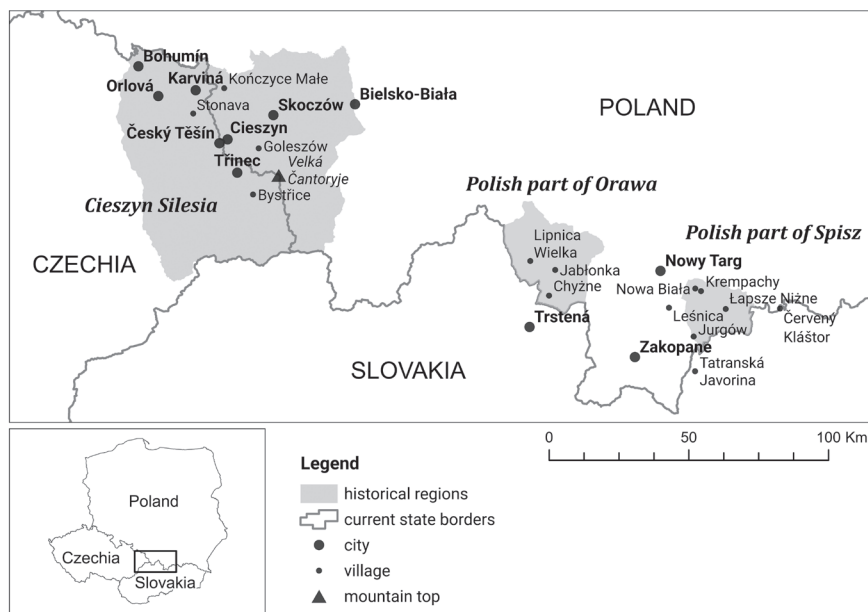 Bohumín
Orlová
Karviná
Kończyce Małe
Stonava
Skoczów
Bielsko-Biała
POLAND
Český Těšín
Cieszyn
Goleszów
Třinec
Velká
Čantoryje
Bystřice
Cieszyn Silesia
CZECHIA
Polish part of Orawa
Polish part of Spisz
Lipnica
Wielka
Jabłonka
Chyżne
Nowy Targ
Nowa Biała
Krempachy
Łapsze Niżne
Leśnica
Jurgów
Červený
Kláštor
Trstená
Zakopane
Tatranská
Javorina
SLOVAKIA
0 50 100 Km
Poland
Czechia
Slovakia
Legend
historical regions
current state borders
city
village
mountain top